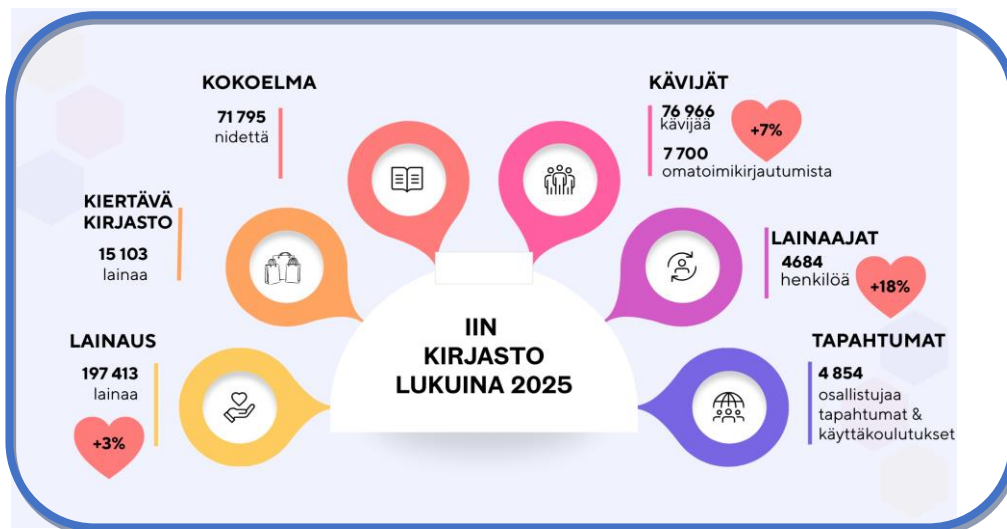 KOKOELMA
71 795
nidettä
KIERTÄVÄ
KIRJASTO
15 103
lainaa
LAINAUS
197 413
lainaa
+3%
IIN
KIRJASTO
LUKUINA 2025
KÄVIJÄT
76 966
kävijää
+7%
7 700
omatoimikirjautumista
LAINAAJAT
4684
henkilöä
+18%
TAPAHTUMAT
4 854
osallistujaa
tapahtumat &
käyttäkoulutukset